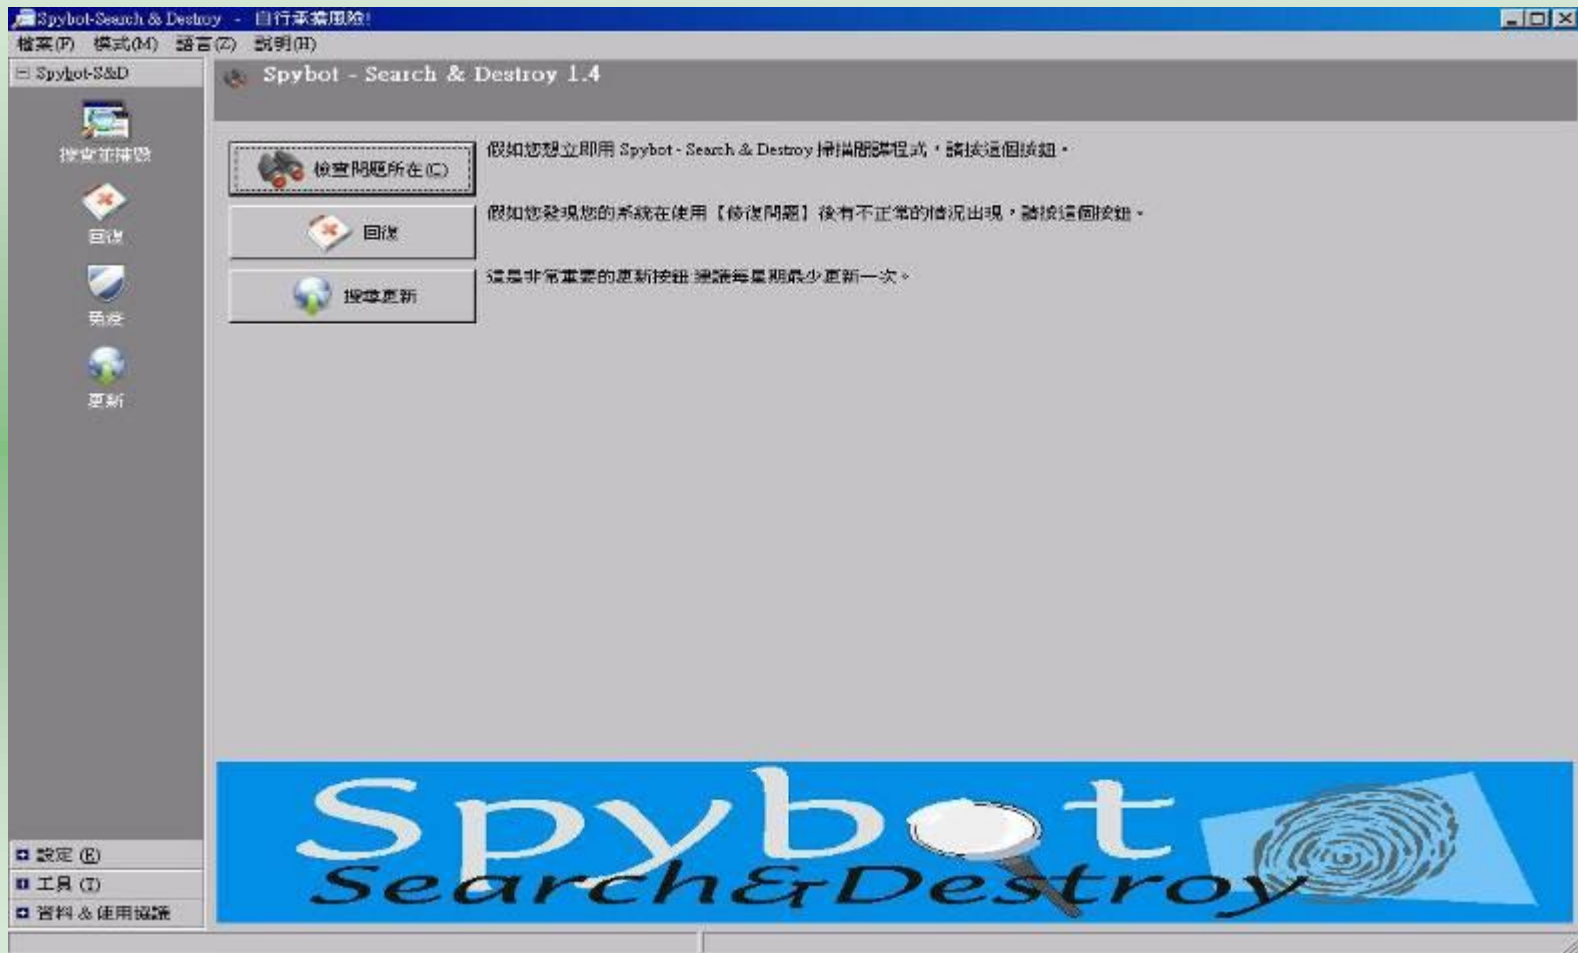 Spybot-Search & Destroy - 自行承擔風險!
檔案(F) 模式(M) 語言(Z) 説明(H)
Spybot-S&D
搜查並摧毀
回復
免疫
更新
設定 (E)
工具 (T)
資料 & 使用協議
Spybot - Search & Destroy 1.4
檢查問題所在(C)
假如您想立即用 Spybot - Search & Destroy 掃描間諜程式，請按這個按鈕。
回復
假如您發現您的系統在使用【修復問題】後有不正常的情況出現，請按這個按鈕。
搜尋更新
這是非常重要的更新按鈕 建議每星期最少更新一次。
Spybot
Search&Destroy